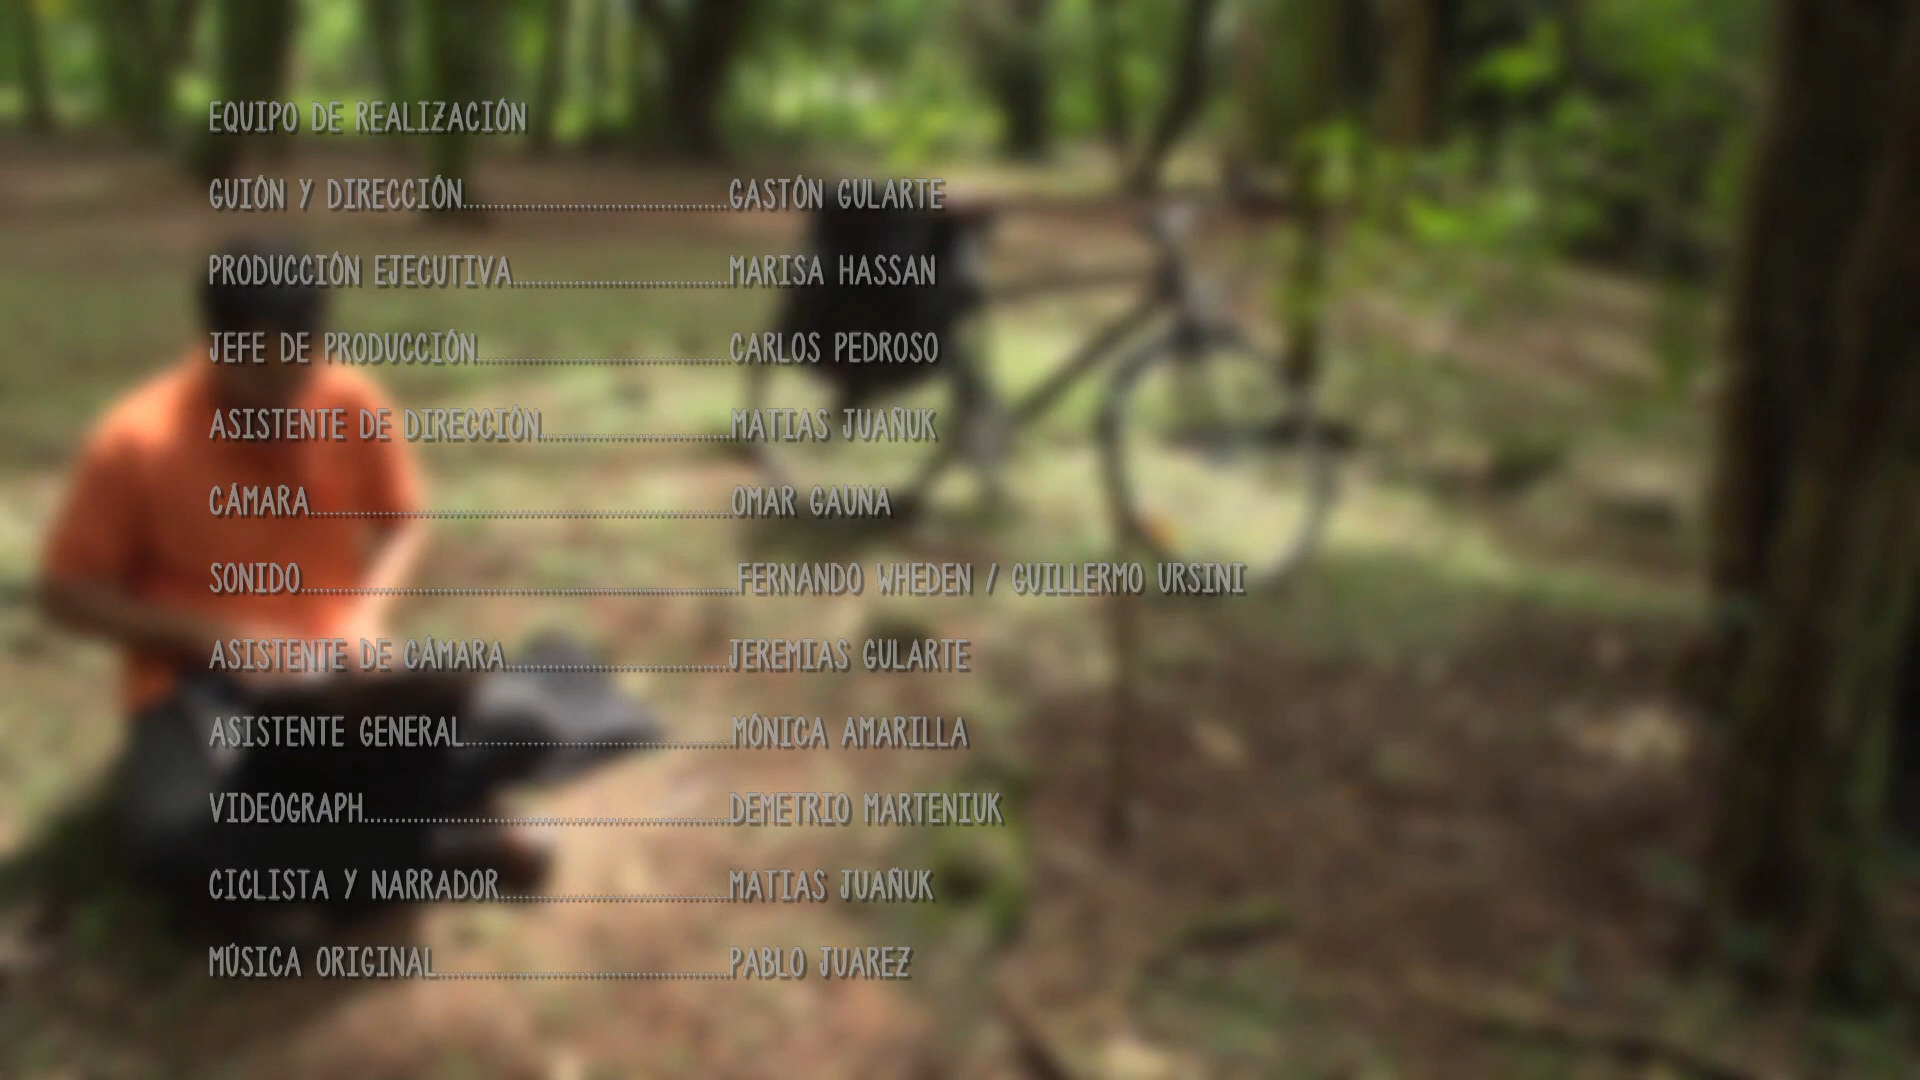 EQUIPO DE REALIZACIÓN
GUIÓN Y DIRECCIÓN............................................GASTÓN GULARTE
PRODUCCIÓN EJECUTIVA....................................MARISA HASSAN
JEFE DE PRODUCCIÓN..........................................CARLOS PEDROSO
ASISTENTE DE DIRECCIÓN................................MATIAS JUAÑUK
CÁMARA......................................................................OMAR GAUNA
SONIDO........................................................................FERNANDO WHEDEN / GUILLERMO URSINI
ASISTENTE DE CÁMARA.....................................JEREMIAS GULARTE
ASISTENTE GENERAL............................................MÓNICA AMARILLA
VIDEOGRAPH.............................................................DEMETRIO MARTENIUK
CICLISTA Y NARRADOR......................................MATIAS JUAÑUK
MÚSICA ORIGINAL.................................................PABLO JUAREZ